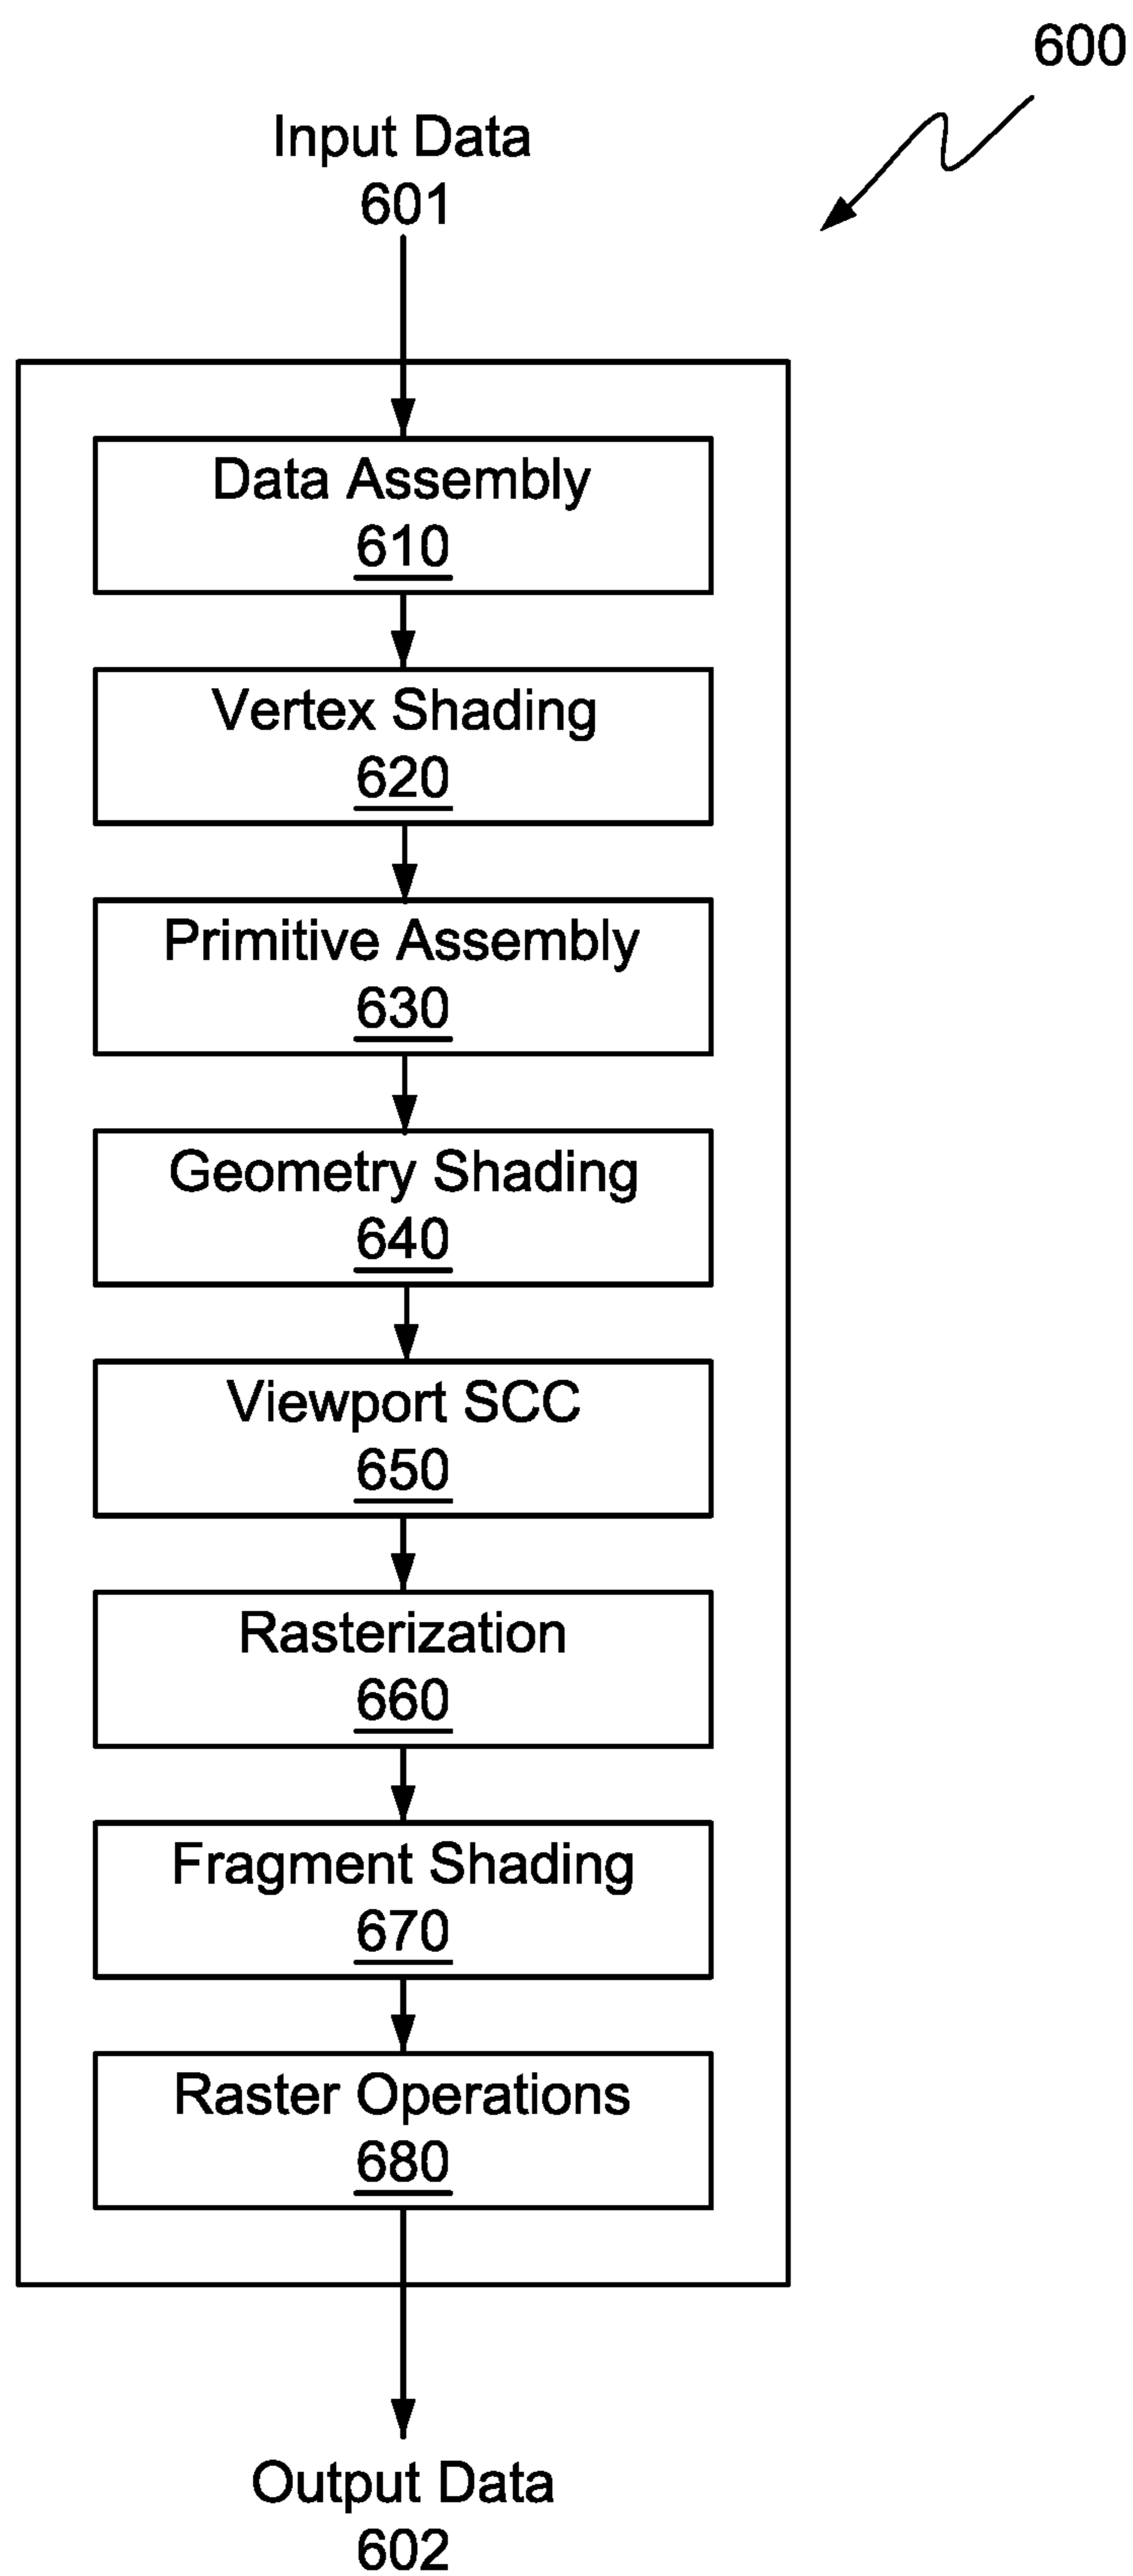 600
Input Data
601
Data Assembly
610
Vertex Shading
620
Primitive Assembly
630
Geometry Shading
640
Viewport SCC
650
Rasterization
660
Fragment Shading
670
Raster Operations
680
Output Data
602